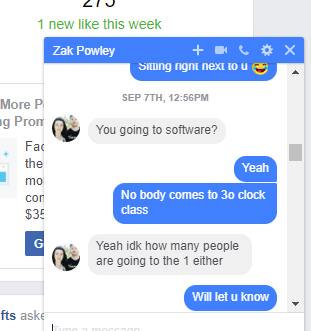 275
1 new like this week
Zak Powley
Sitting right next to u 😂
SEP 7TH, 12:56PM
More P
ng Prom
You going to software?
Yeah
Fac
the
mo
No body comes to 3o clock
class
cor
$35
G
Yeah idk how many people
are going to the 1 either
Will let u know
fts aske
Type a message